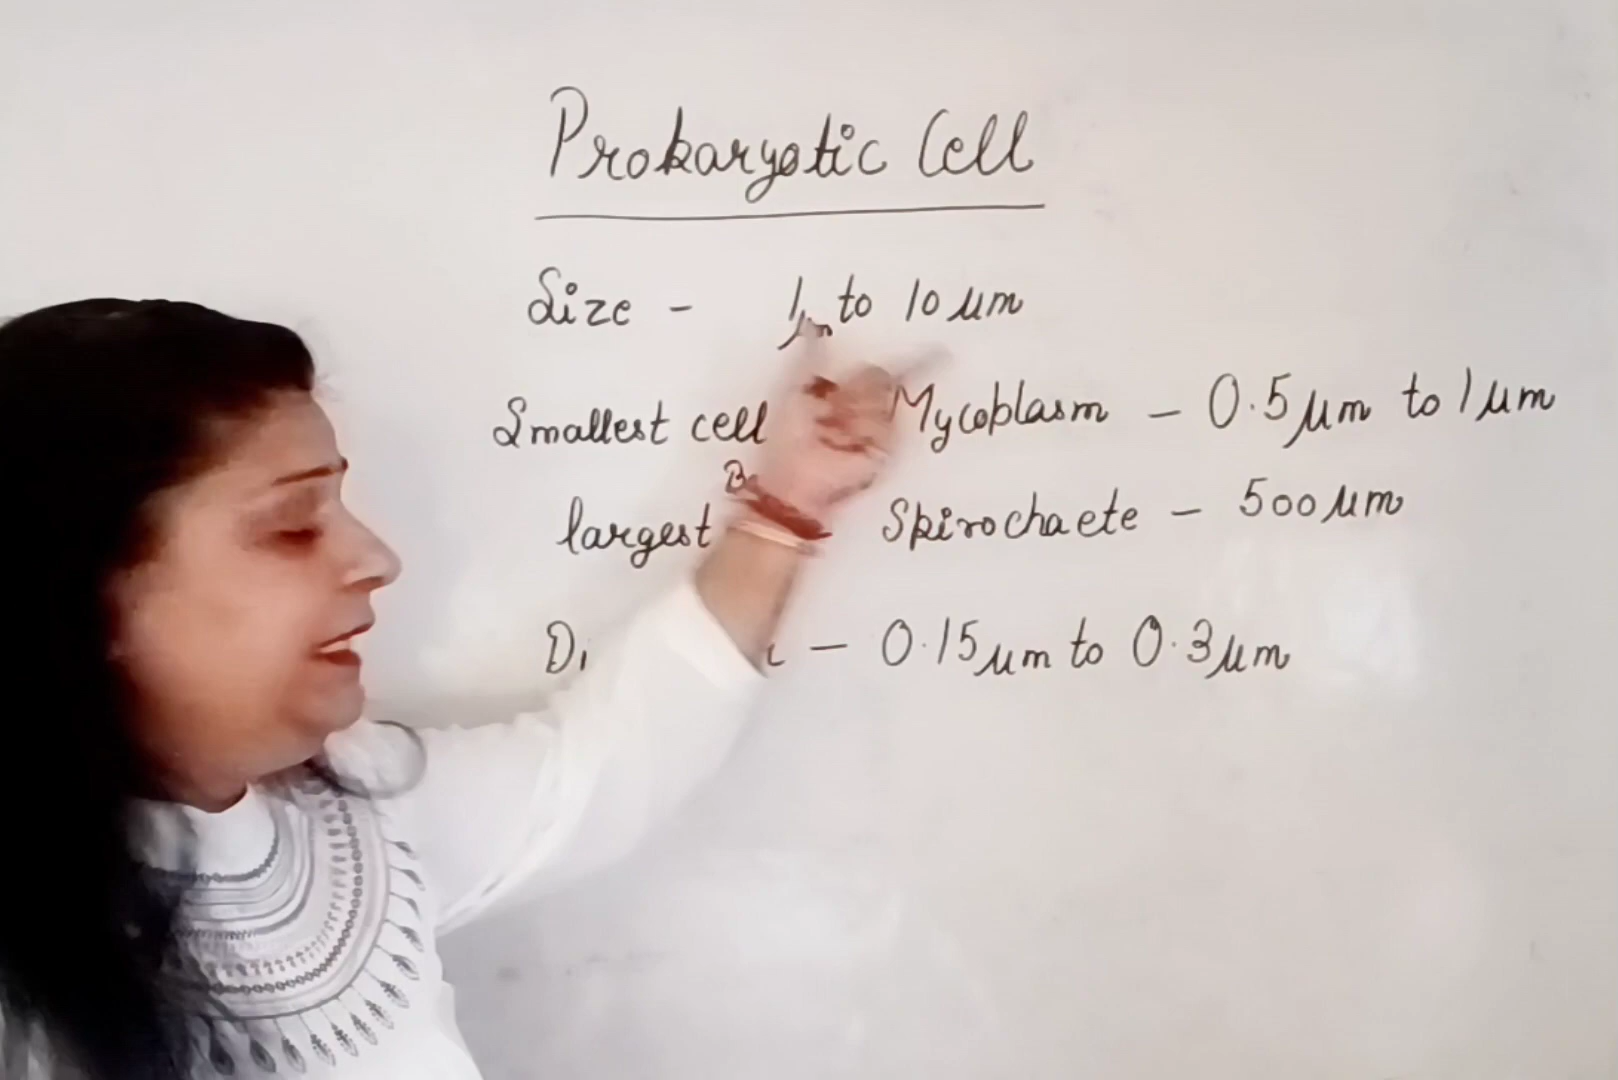 Prokaryotic Cell
Size - 1μm to 10 μm
Smallest cell Mycoplasm - 0.5 μm to 1 μm
largest Spirochaete - 500 μm
- 0.15 μm to 0.3 μm